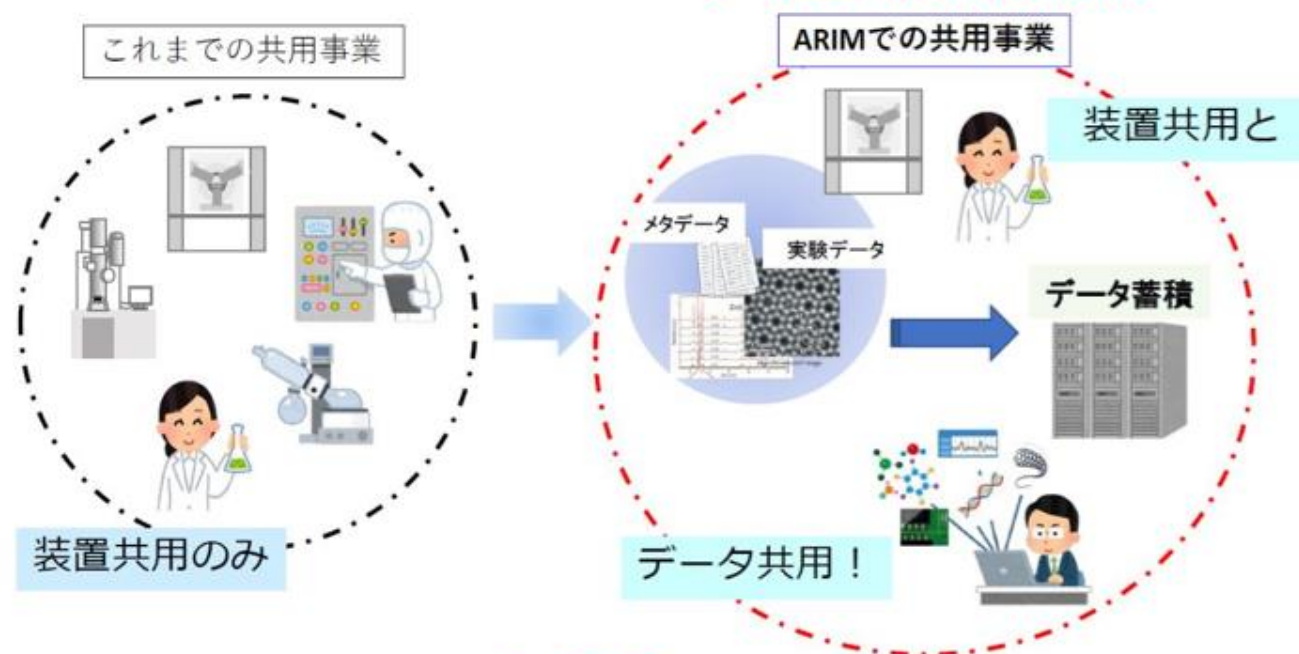 これまでの共用事業
装置共用のみ
ARIMでの共用事業
装置共用と
メタデータ
実験データ
データ蓄積
データ共用！